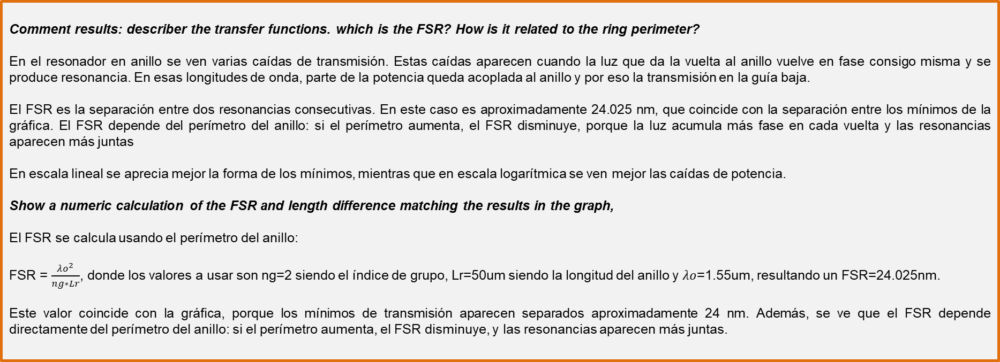 Comment results: describer the transfer functions. which is the FSR? How is it related to the ring perimeter?
En el resonador en anillo se ven varias caídas de transmisión. Estas caídas aparecen cuando la luz que da la vuelta al anillo vuelve en fase consigo misma y se
produce resonancia. En esas longitudes de onda, parte de la potencia queda acoplada al anillo y por eso la transmisión en la guía baja.
El FSR es la separación entre dos resonancias consecutivas. En este caso es aproximadamente 24.025 nm, que coincide con la separación entre los mínimos de la
gráfica. El FSR depende del perímetro del anillo: si el perímetro aumenta, el FSR disminuye, porque la luz acumula más fase en cada vuelta y las resonancias
aparecen más juntas
En escala lineal se aprecia mejor la forma de los mínimos, mientras que en escala logarítmica se ven mejor las caídas de potencia.
Show a numeric calculation of the FSR and length difference matching the results in the graph,
El FSR se calcula usando el perímetro del anillo:
FSR = λo²/(ng∗Lr), donde los valores a usar son ng=2 siendo el índice de grupo, Lr=50um siendo la longitud del anillo y λo=1.55um, resultando un FSR=24.025nm.
Este valor coincide con la gráfica, porque los mínimos de transmisión aparecen separados aproximadamente 24 nm. Además, se ve que el FSR depende
directamente del perímetro del anillo: si el perímetro aumenta, el FSR disminuye, y las resonancias aparecen más juntas.